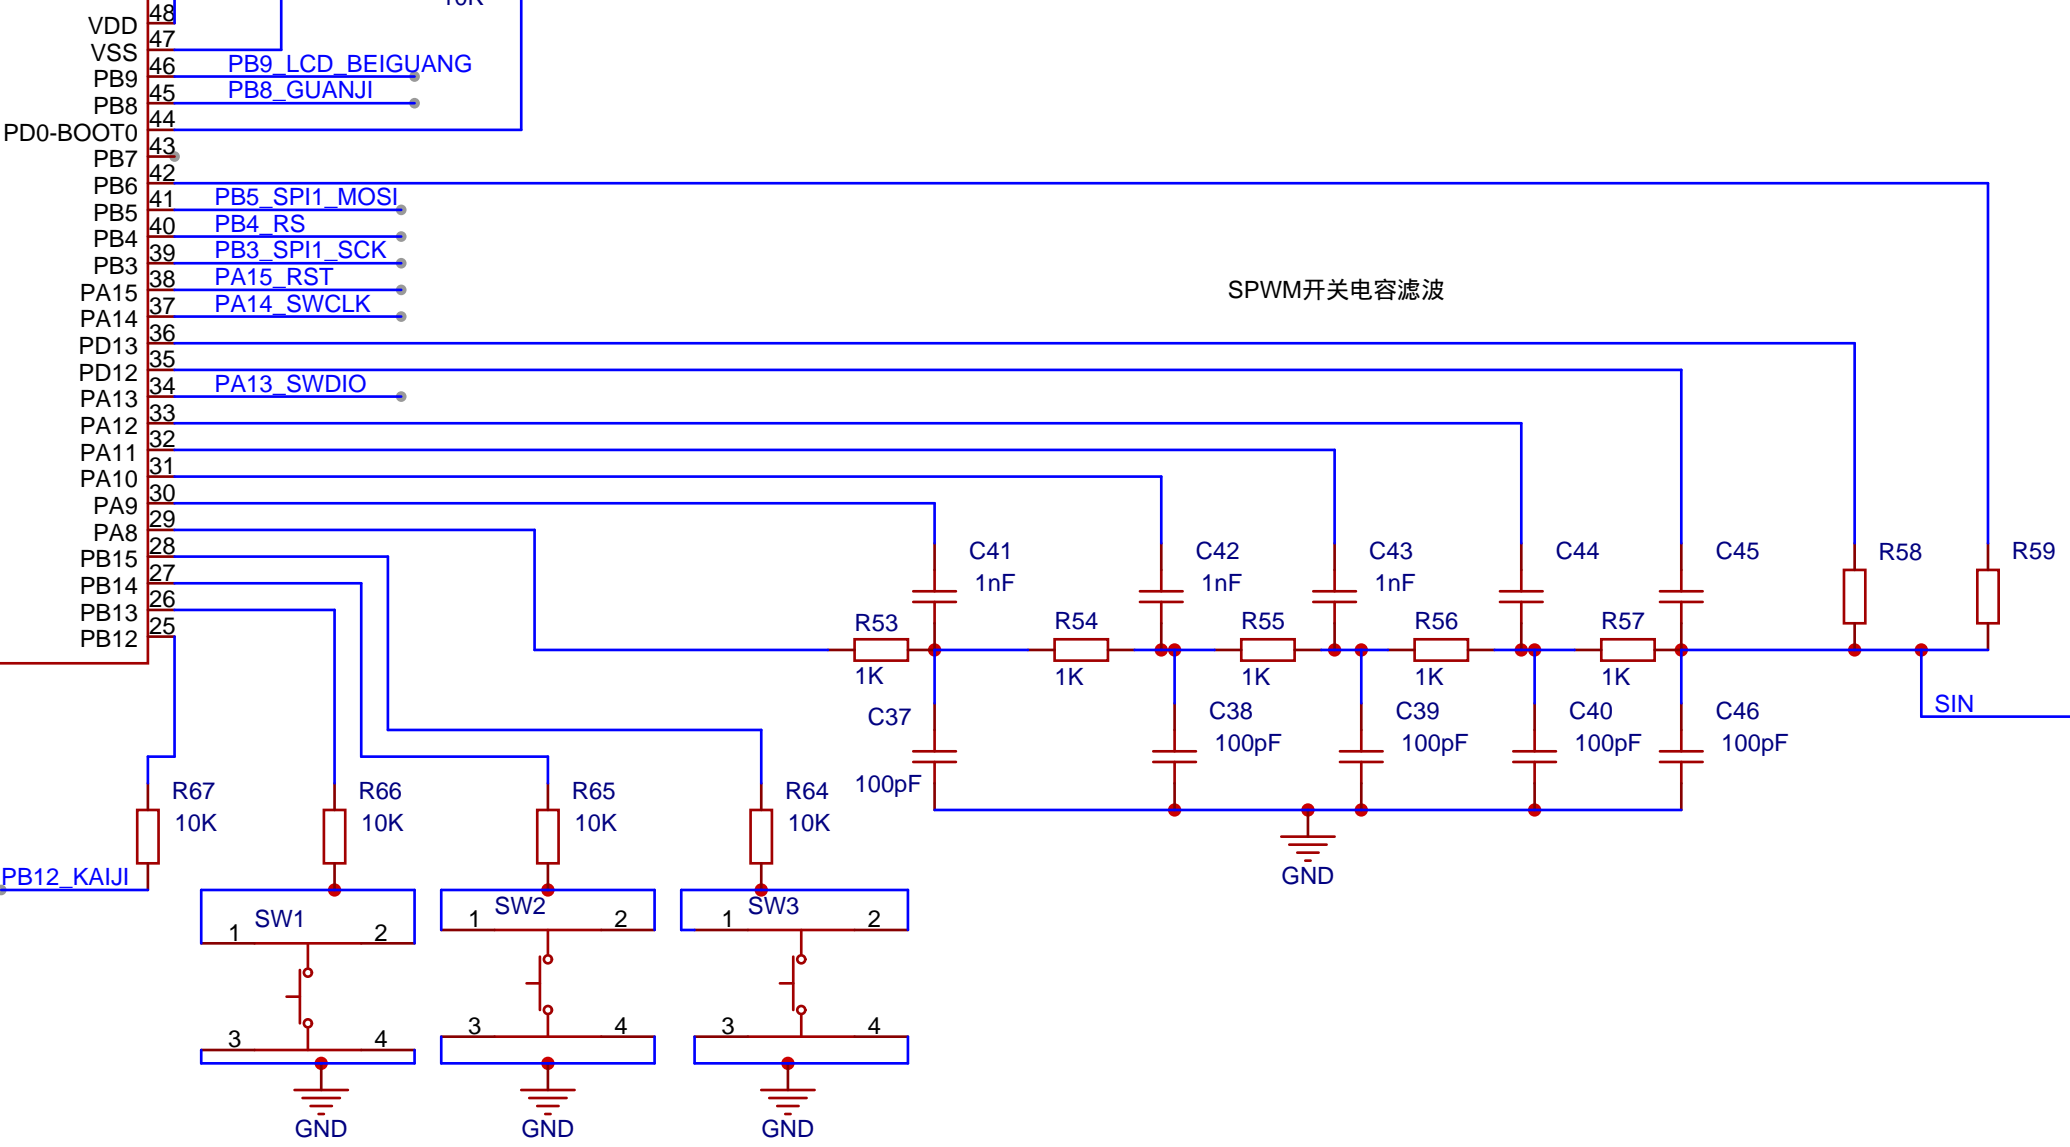 VDD 48
VSS 47
PB9 46 PB9_LCD_BEIGUANG
PB8 45 PB8_GUANJI
PD0-BOOT0 44
PB7 43
PB6 42
PB5 41 PB5_SPI1_MOSI
PB4 40 PB4_RS
PB3 39 PB3_SPI1_SCK
PA15 38 PA15_RST
PA14 37 PA14_SWCLK
SPWM开关电容滤波
PD13 36
PD12 35
PA13 34 PA13_SWDIO
PA12 33
PA11 32
PA10 31
PA9 30
PA8 29
PB15 28
PB14 27
PB13 26
PB12 25
C41 C42 C43 C44 C45 R58 R59
1nF 1nF 1nF
R53 R54 R55 R56 R57
1K 1K 1K 1K 1K
C37 C38 C39 C40 C46 SIN
100pF 100pF 100pF 100pF
100pF
R67 R66 R65 R64
10K 10K 10K 10K
PB12_KAIJI GND
SW1 SW2 SW3
1 2 1 2 1 2
3 4 3 4 3 4
GND GND GND